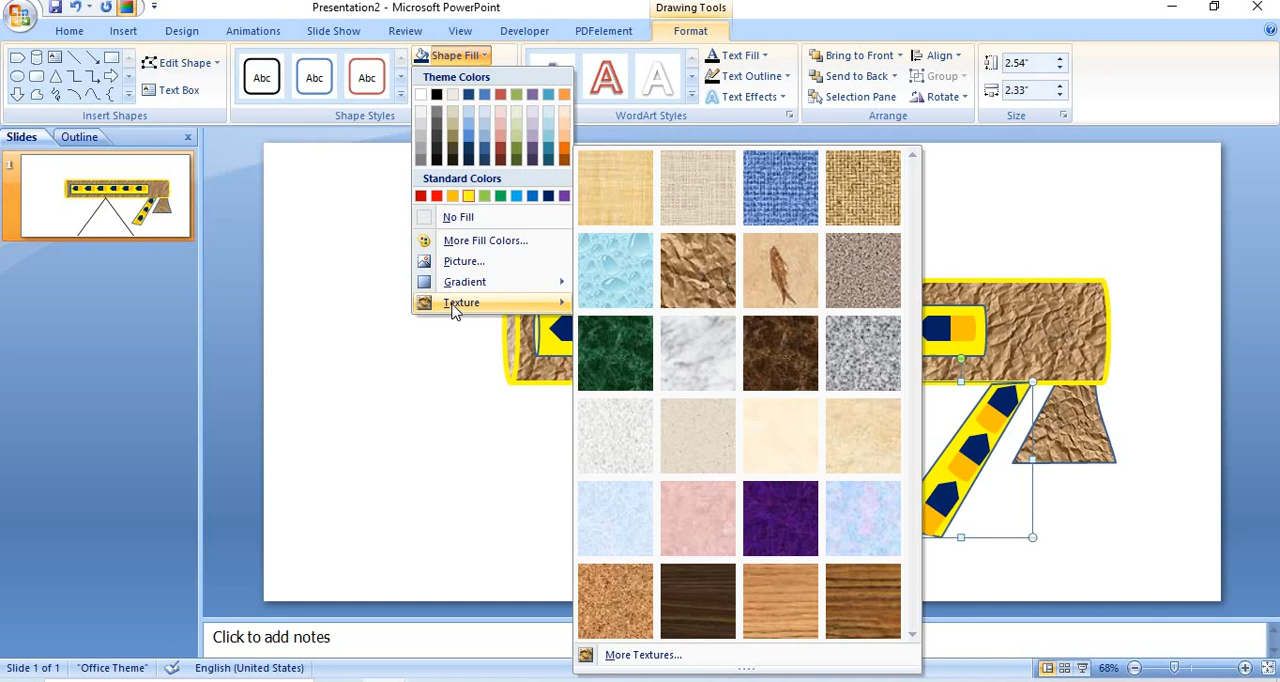 Presentation2 - Microsoft PowerPoint
Drawing Tools
Home Insert Design Animations Slide Show Review View Developer PDFelement Format
Edit Shape
Text Box
Insert Shapes
Abc Abc Abc
Shape Styles
Shape Fill
Theme Colors
Standard Colors
No Fill
More Fill Colors...
Picture...
Gradient
Texture
More Textures...
A A
Text Fill
Text Outline
Text Effects
WordArt Styles
Bring to Front
Send to Back
Selection Pane
Align
Group
Rotate
Arrange
2.54"
2.33"
Size
Slides Outline
1
Click to add notes
Slide 1 of 1 "Office Theme" English (United States) 68%